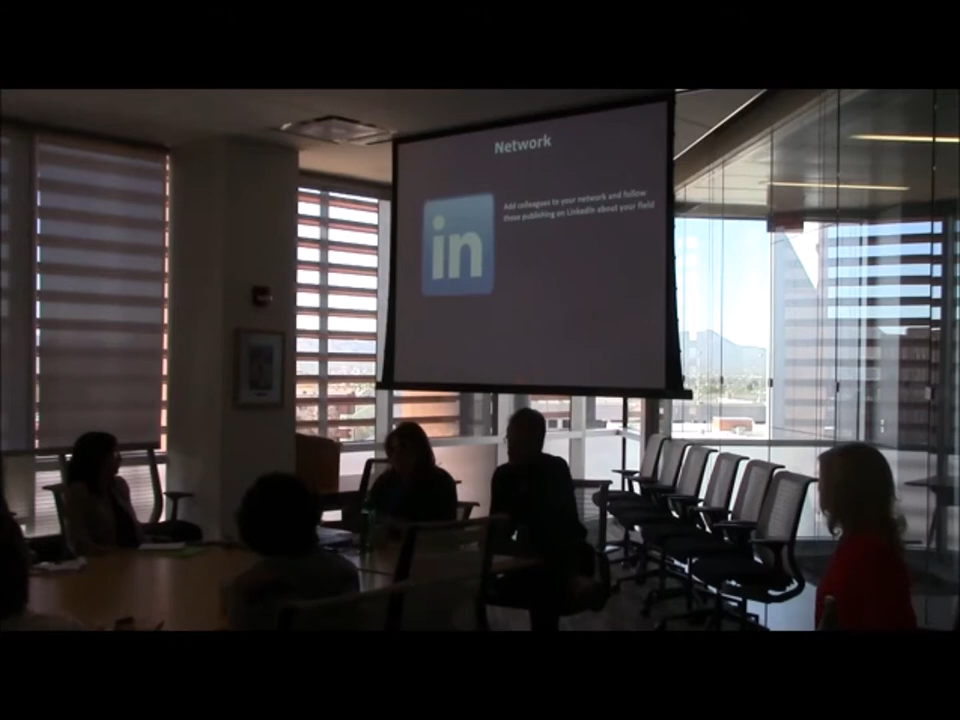 Network
Add colleagues to your network and follow
those publishing on LinkedIn about your field
in